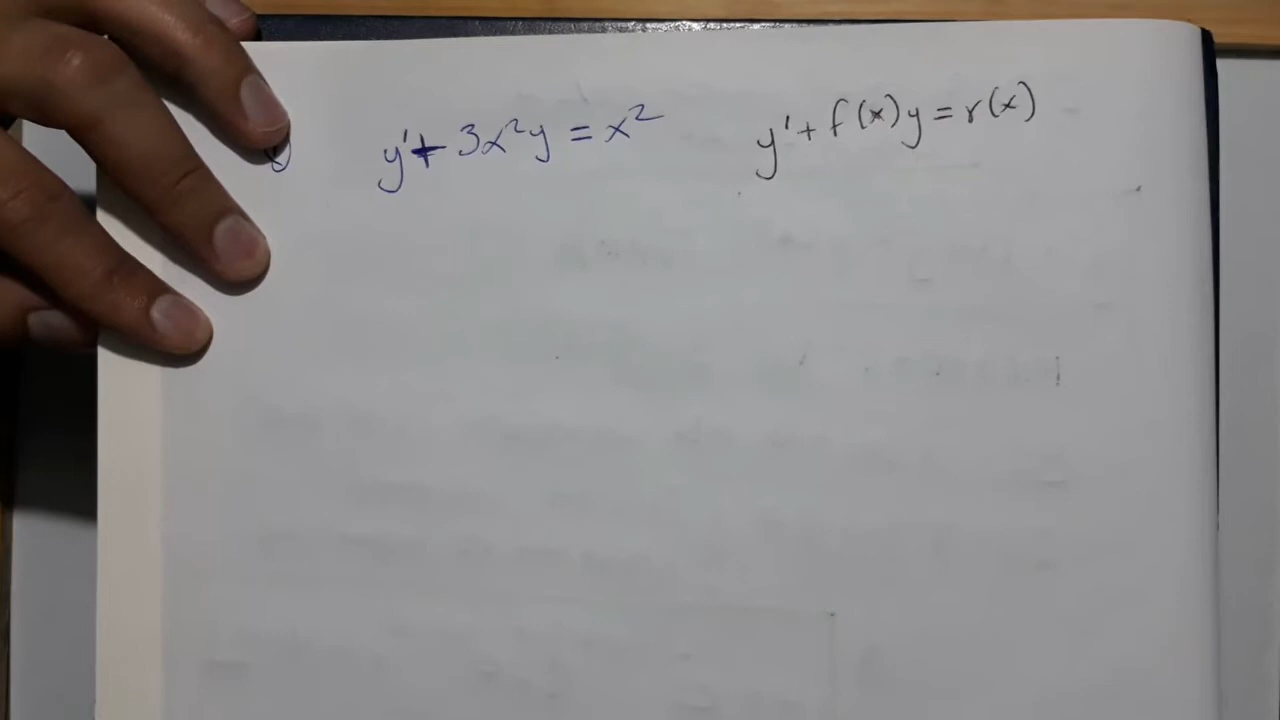 y' + 3x²y = x² y' + f(x)y = r(x)